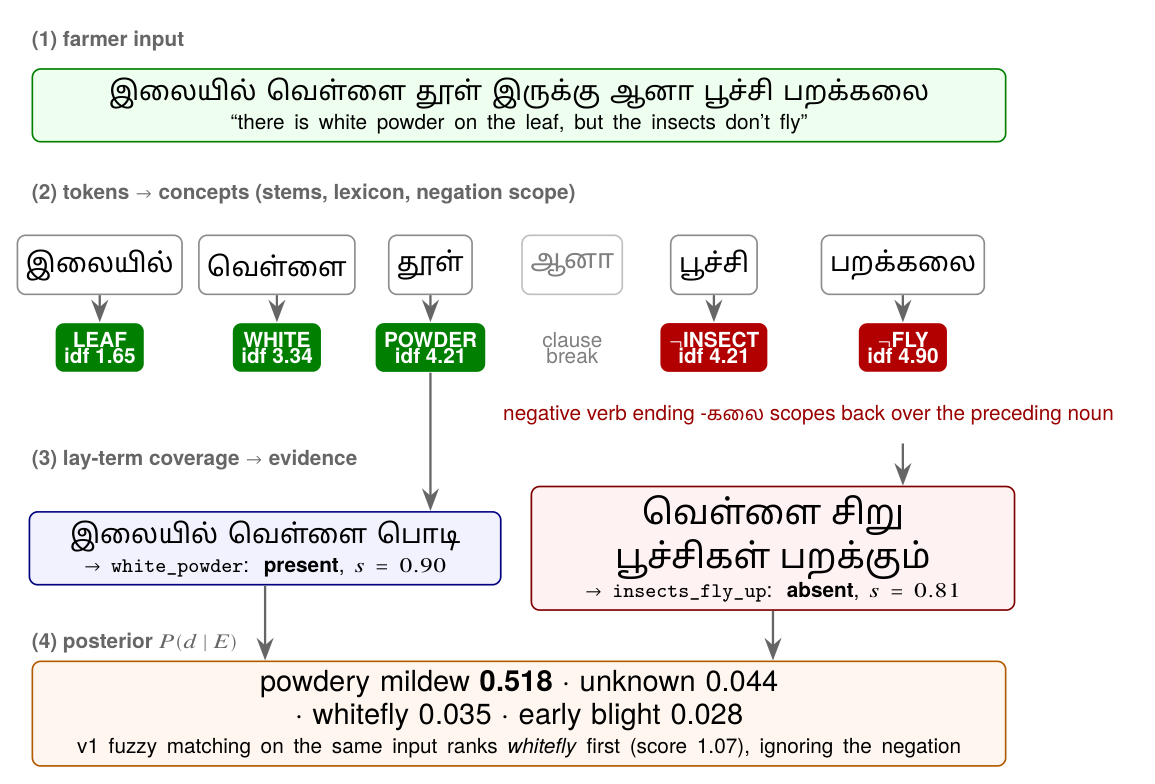 (1) farmer input
இலையில் வெள்ளை தூள் இருக்கு ஆனா பூச்சி பறக்கலை
“there is white powder on the leaf, but the insects don’t fly”
(2) tokens → concepts (stems, lexicon, negation scope)
இலையில் வெள்ளை தூள் ஆனா பூச்சி பறக்கலை
LEAF WHITE POWDER clause ¬INSECT ¬FLY
idf 1.65 idf 3.34 idf 4.21 break idf 4.21 idf 4.90
negative verb ending -கலை scopes back over the preceding noun
(3) lay-term coverage → evidence
இலையில் வெள்ளை பொடி
→ white_powder: present, s = 0.90
வெள்ளை சிறு
பூச்சிகள் பறக்கும்
→ insects_fly_up: absent, s = 0.81
(4) posterior P(d | E)
powdery mildew 0.518 · unknown 0.044
· whitefly 0.035 · early blight 0.028
v1 fuzzy matching on the same input ranks whitefly first (score 1.07), ignoring the negation